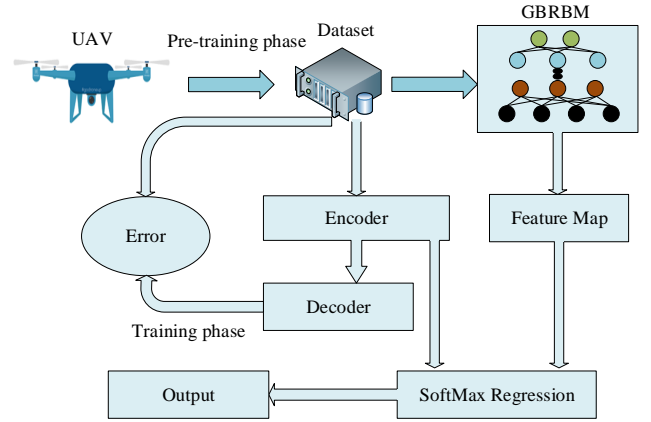 GBRBM
UAV
Pre-training phase
Dataset
Error
Encoder
Feature Map
Decoder
Training phase
Output
SoftMax Regression